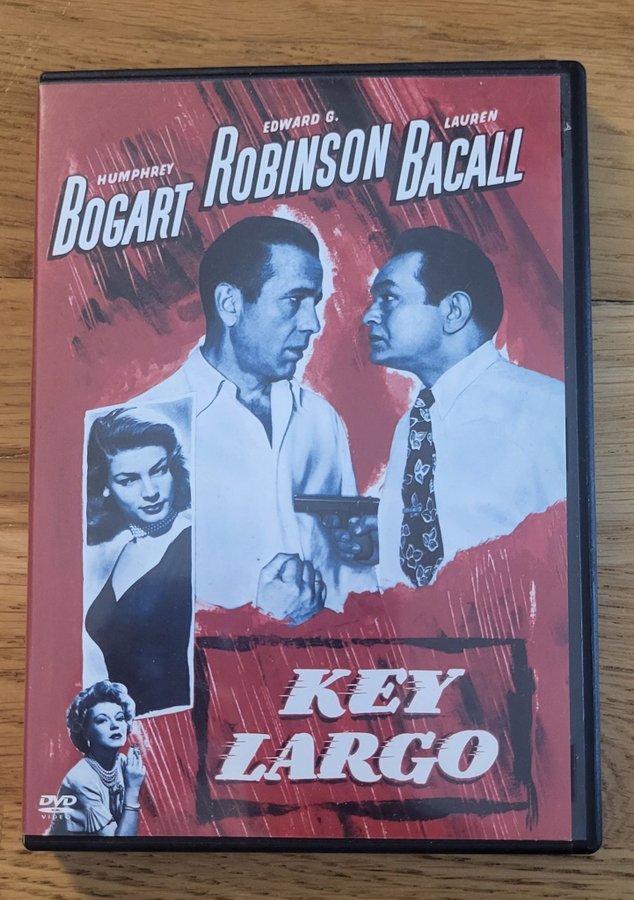 HUMPHREY
BOGART
EDWARD G.
ROBINSON
LAUREN
BACALL
KEY
LARGO
DVD
VIDEO